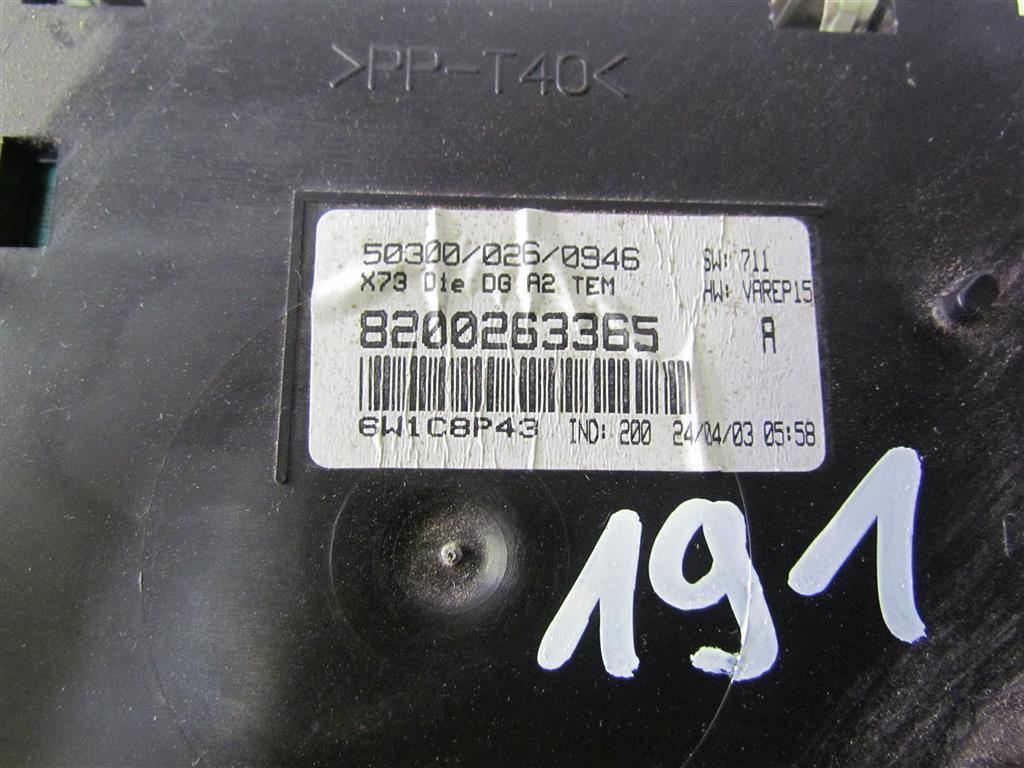 >PP-T40<
50300/026/0946 SW: 711
X73 Die DG A2 TEM HW: VAREP15
8200263365 A
6W1C8P43 IND: 200 24/04/03 05:58
191